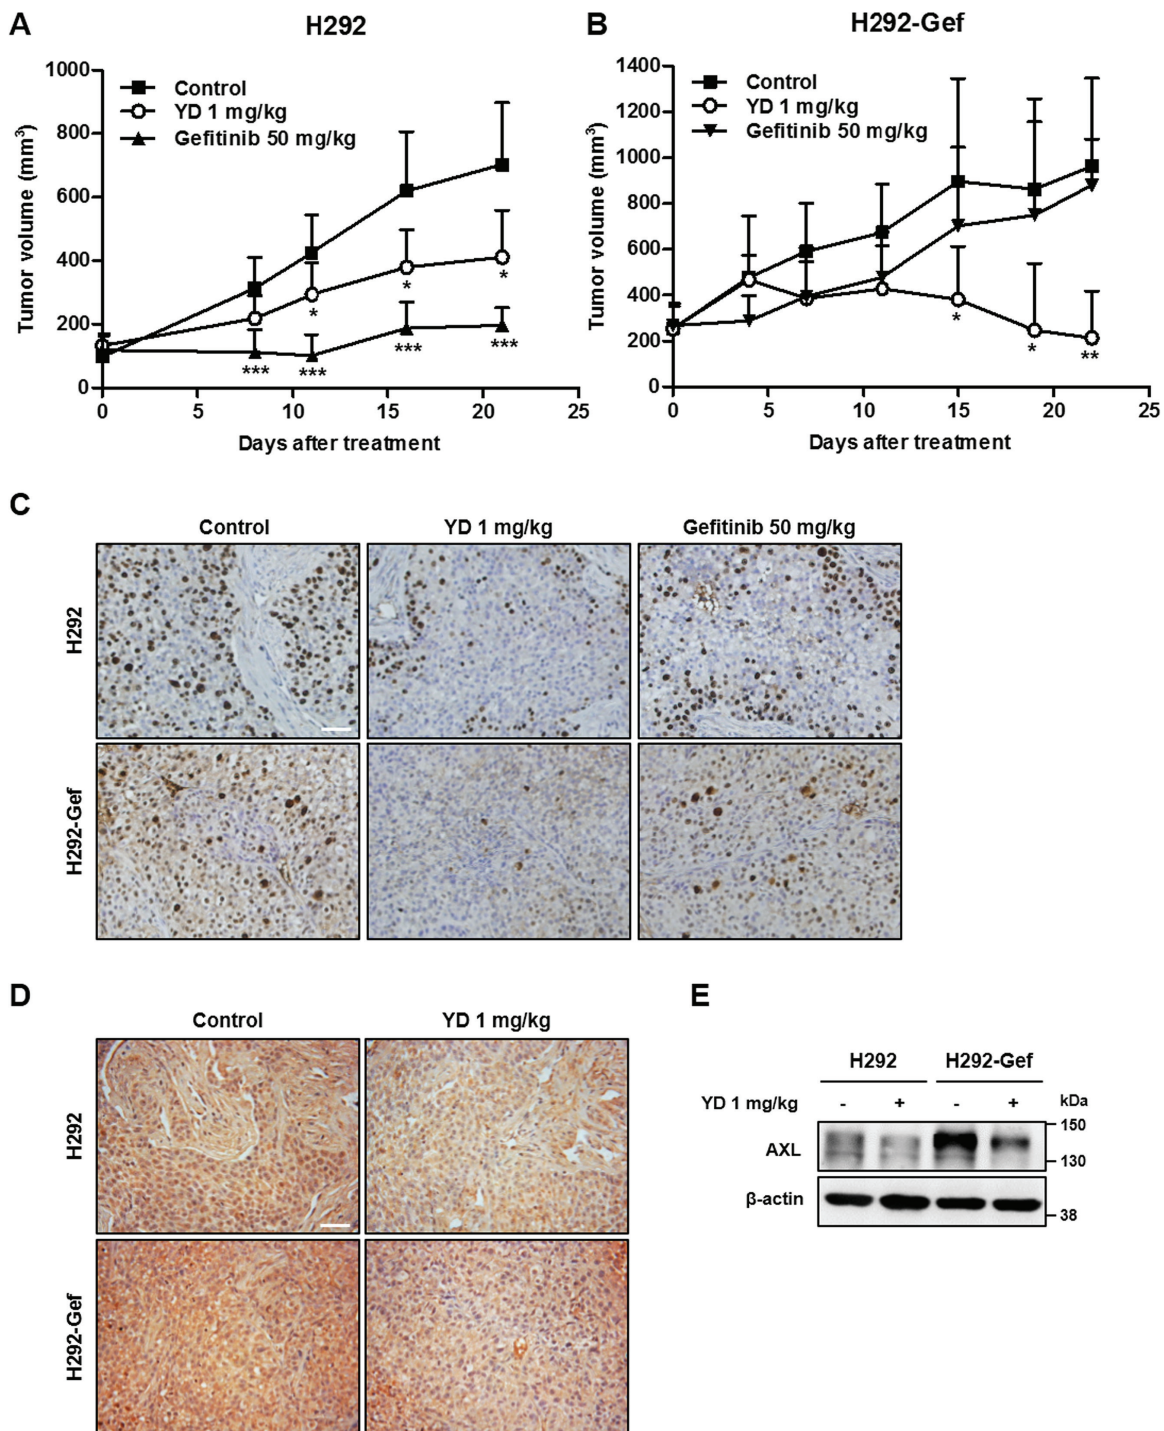 A
H292
1000
800
600
400
200
0
Tumor volume (mm³)
Control
YD 1 mg/kg
Gefitinib 50 mg/kg
*
*
*
***
***
***
***
0 5 10 15 20 25
Days after treatment
B
H292-Gef
1400
1200
1000
800
600
400
200
0
Tumor volume (mm³)
Control
YD 1 mg/kg
Gefitinib 50 mg/kg
*
*
**
0 5 10 15 20 25
Days after treatment
C
Control YD 1 mg/kg Gefitinib 50 mg/kg
H292
H292-Gef
D
Control YD 1 mg/kg
H292
H292-Gef
E
H292 H292-Gef
YD 1 mg/kg - + - + kDa
AXL
150
130
β-actin
38